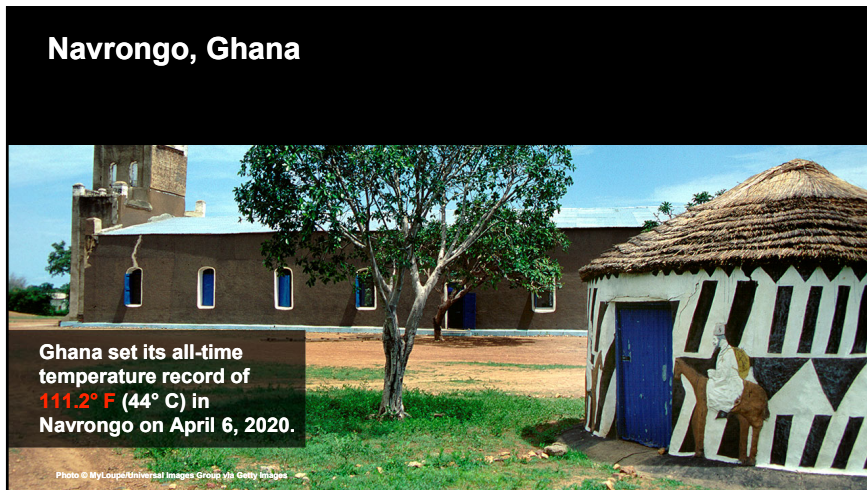 Navrongo, Ghana
Ghana set its all-time
temperature record of
111.2° F (44° C) in
Navrongo on April 6, 2020.
Photo © MyLoupe/Universal Images Group via Getty Images